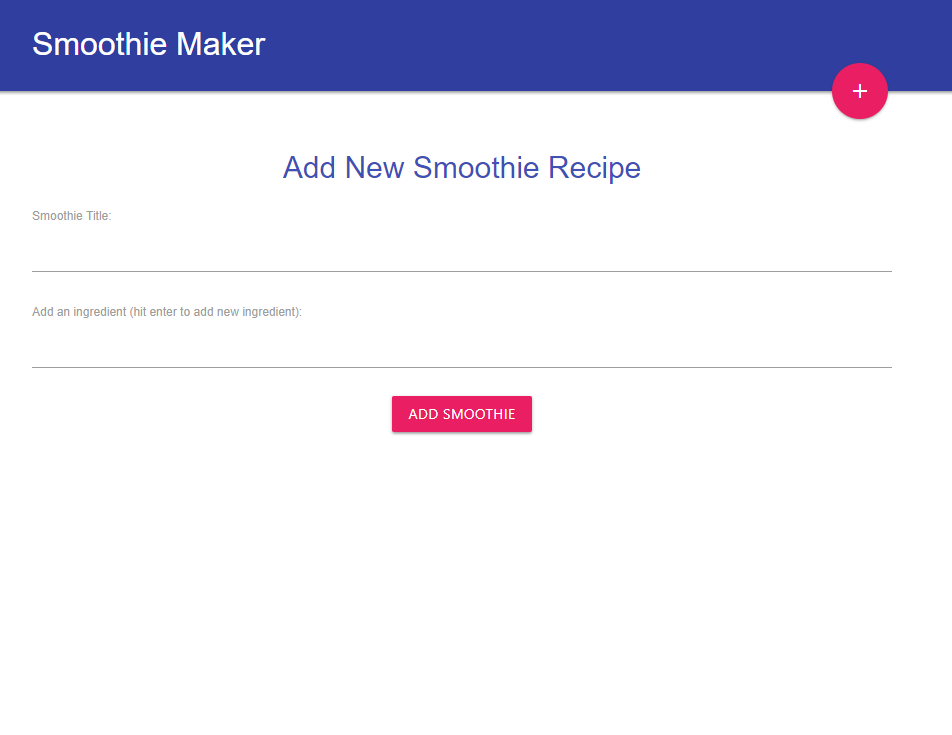 Smoothie Maker
+
Add New Smoothie Recipe
Smoothie Title:
Add an ingredient (hit enter to add new ingredient):
ADD SMOOTHIE